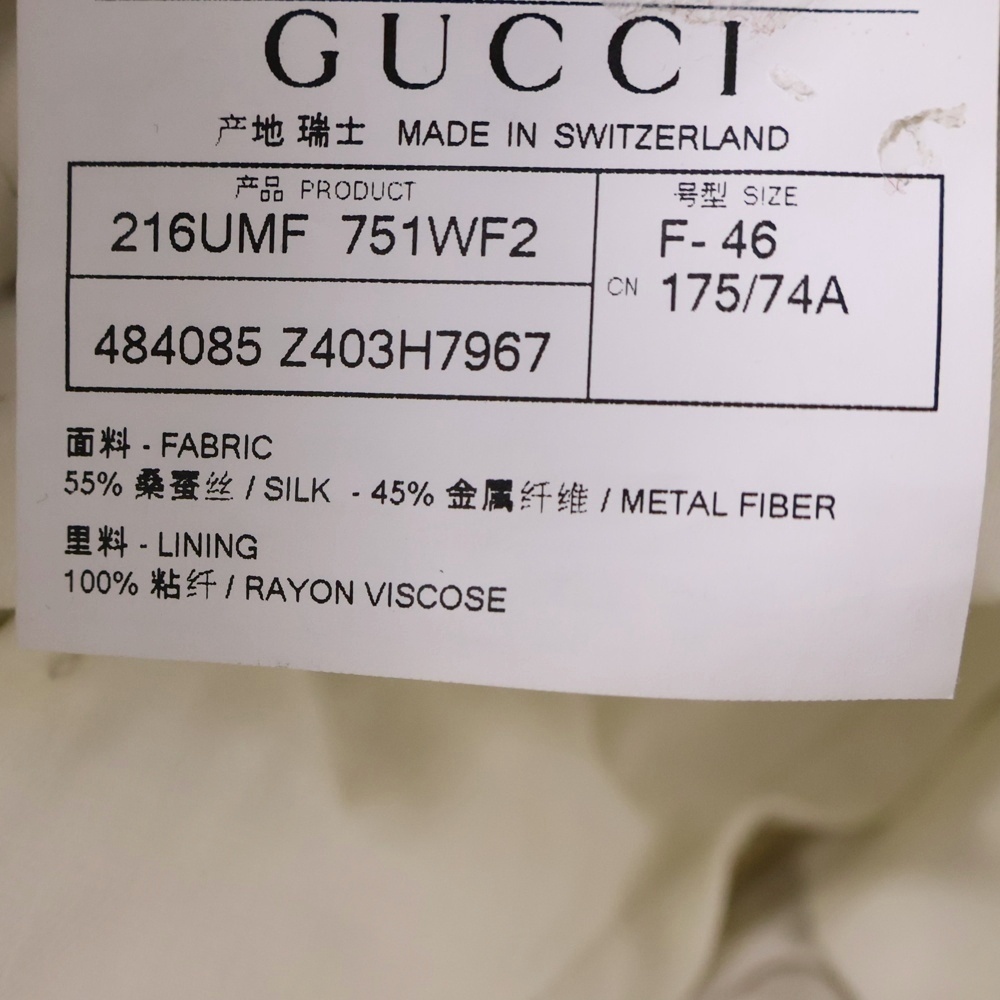 GUCCI
产地 瑞士 MADE IN SWITZERLAND
产品 PRODUCT
216UMF 751WF2
484085 Z403H7967
号型 SIZE
F- 46
CN 175/74A
面料 - FABRIC
55% 桑蚕丝 / SILK - 45% 金属纤维 / METAL FIBER
里料 - LINING
100% 粘纤 / RAYON VISCOSE